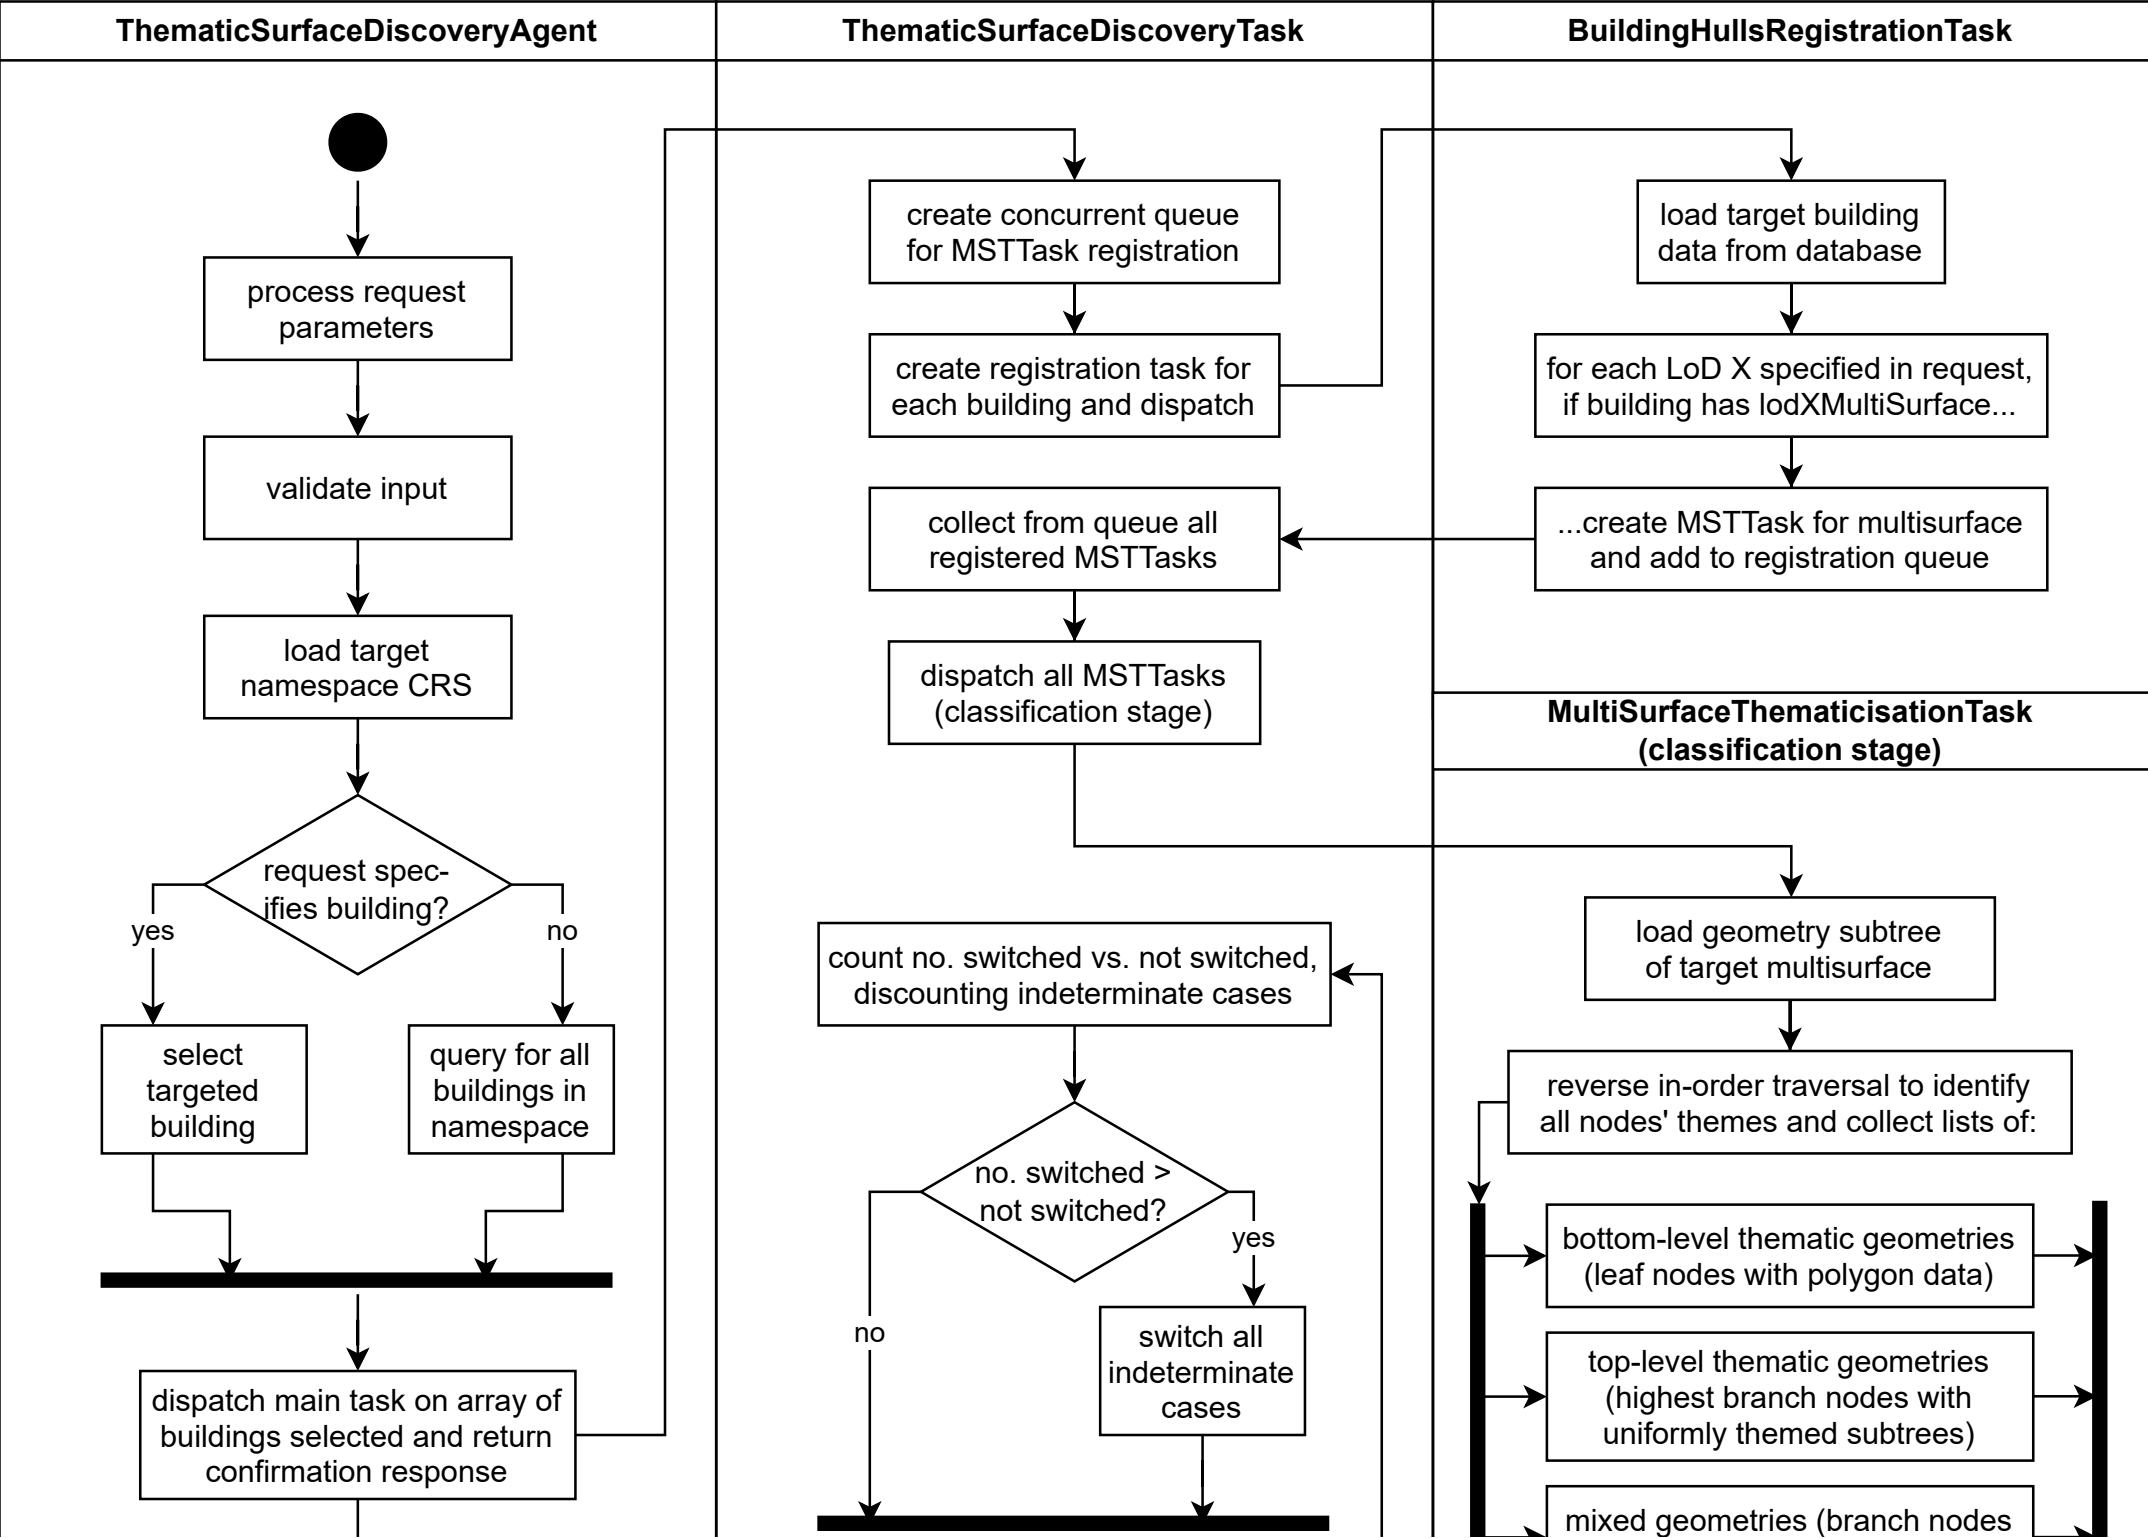 ThematicSurfaceDiscoveryAgent
process request
parameters
validate input
load target
namespace CRS
request spec-
ifies building?
yes
no
select
targeted
building
query for all
buildings in
namespace
dispatch main task on array of
buildings selected and return
confirmation response
ThematicSurfaceDiscoveryTask
create concurrent queue
for MSTTask registration
create registration task for
each building and dispatch
collect from queue all
registered MSTTasks
dispatch all MSTTasks
(classification stage)
count no. switched vs. not switched,
discounting indeterminate cases
no. switched >
not switched?
yes
no
switch all
indeterminate
cases
BuildingHullsRegistrationTask
load target building
data from database
for each LoD X specified in request,
if building has lodXMultiSurface...
...create MSTTask for multisurface
and add to registration queue
MultiSurfaceThematicisationTask
(classification stage)
load geometry subtree
of target multisurface
reverse in-order traversal to identify
all nodes' themes and collect lists of:
bottom-level thematic geometries
(leaf nodes with polygon data)
top-level thematic geometries
(highest branch nodes with
uniformly themed subtrees)
mixed geometries (branch nodes